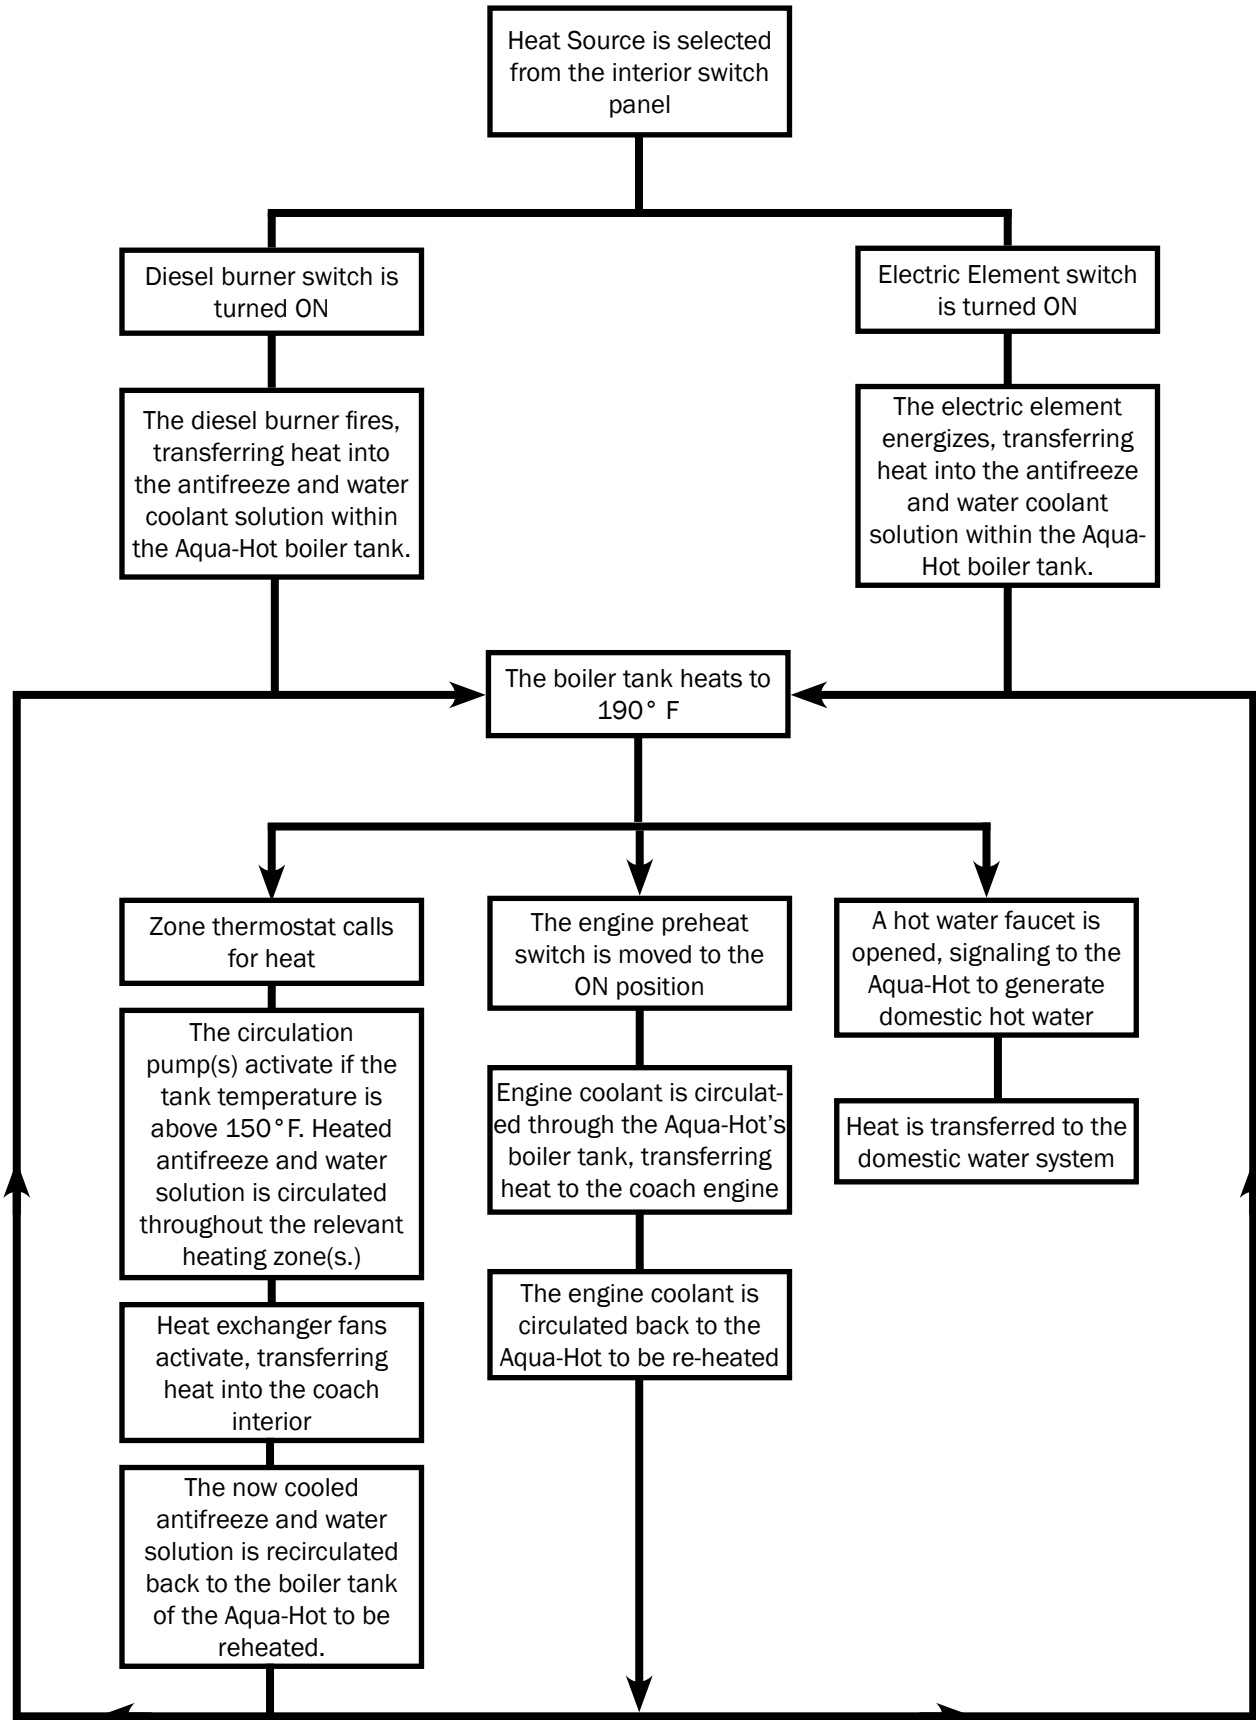 Heat Source is selected
from the interior switch
panel
Diesel burner switch is
turned ON
Electric Element switch
is turned ON
The diesel burner fires,
transferring heat into
the antifreeze and water
coolant solution within
the Aqua-Hot boiler tank.
The electric element
energizes, transferring
heat into the antifreeze
and water coolant
solution within the Aqua-
Hot boiler tank.
The boiler tank heats to
190° F
Zone thermostat calls
for heat
The circulation
pump(s) activate if the
tank temperature is
above 150°F. Heated
antifreeze and water
solution is circulated
throughout the relevant
heating zone(s.)
Heat exchanger fans
activate, transferring
heat into the coach
interior
The now cooled
antifreeze and water
solution is recirculated
back to the boiler tank
of the Aqua-Hot to be
reheated.
The engine preheat
switch is moved to the
ON position
Engine coolant is circulat-
ed through the Aqua-Hot’s
boiler tank, transferring
heat to the coach engine
The engine coolant is
circulated back to the
Aqua-Hot to be re-heated
A hot water faucet is
opened, signaling to the
Aqua-Hot to generate
domestic hot water
Heat is transferred to the
domestic water system